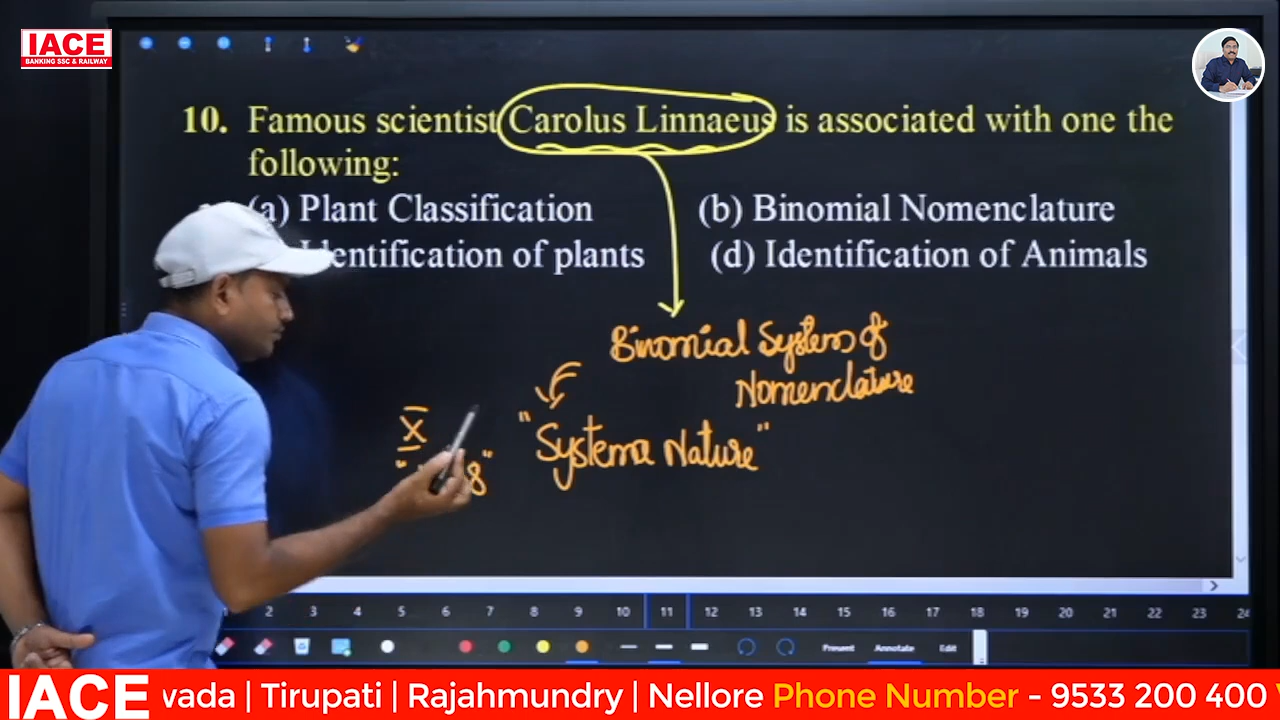 IACE
BANKING SSC & RAILWAY
10. Famous scientist Carolus Linnaeus is associated with one the
following:
(a) Plant Classification (b) Binomial Nomenclature
Identification of plants (d) Identification of Animals
Binomial System of
Nomenclature
"Systema Nature"
X
1 2 3 4 5 6 7 8 9 10 11 12 13 14 15 16 17 18 19 20 21 22 23 24
Present Annotate Edit
IACE vada | Tirupati | Rajahmundry | Nellore Phone Number - 9533 200 400